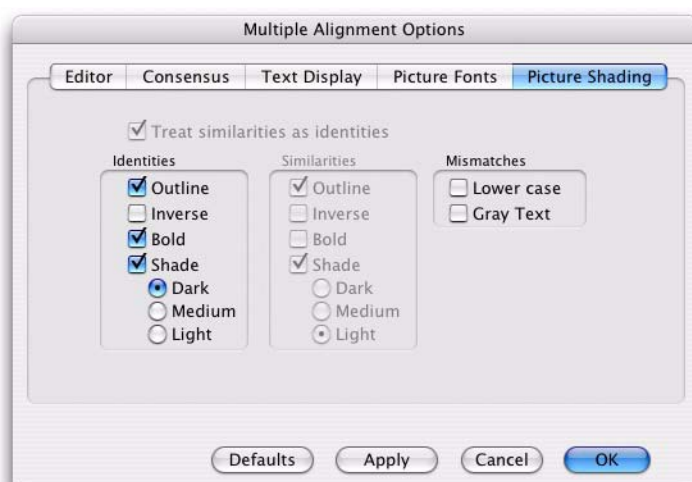 Multiple Alignment Options
Editor Consensus Text Display Picture Fonts Picture Shading
Treat similarities as identities
Identities Similarities Mismatches
Outline Outline Lower case
Inverse Inverse Gray Text
Bold Bold
Shade Shade
Dark Dark
Medium Medium
Light Light
Defaults Apply Cancel OK